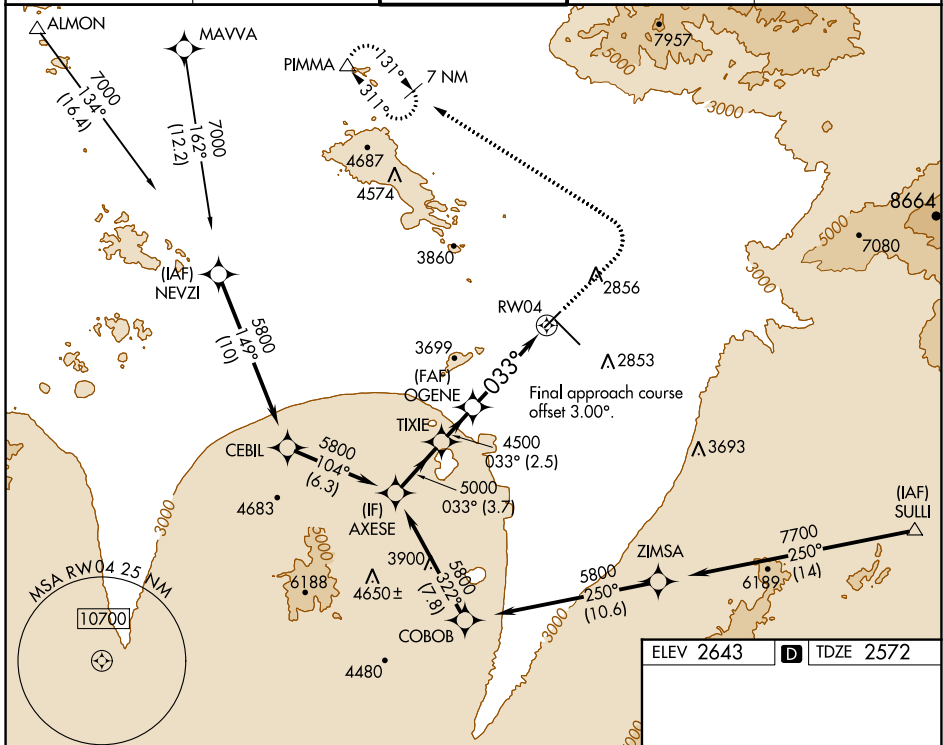 ALMON
MAVVA
PIMMA
131°
311°
7 NM
7957
5000
3000
7000
134°
(16.4)
7000
162°
(12.2)
4687
4574
3860
8664
5000
7080
3000
(IAF)
NEVZI
2856
RW04
5800
149°
(10)
3699
(FAF)
OGENE
033°
2853
Final approach course
offset 3.00°.
TIXIE
4500
033° (2.5)
CEBIL
5800
104°
(6.3)
5000
033° (3.7)
3693
4683
(IF)
AXESE
(IAF)
SULLI
3000
5000
7700
250°
(14)
ZIMSA
MSA RW04 25 NM
10700
6188
3900
4650±
5800
322°
(7.8)
5800
250°
(10.6)
6189
COBOB
3000
4480
ELEV 2643 D TDZE 2572
3000